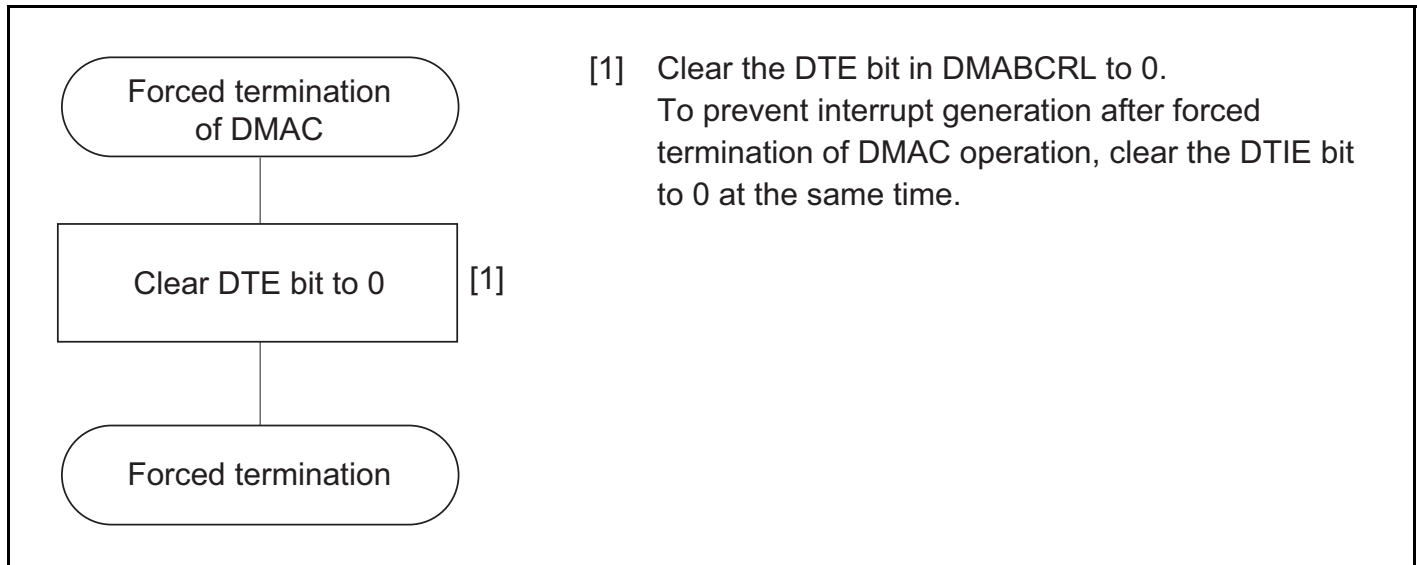 Forced termination
of DMAC
Clear DTE bit to 0
[1]
Forced termination
[1] Clear the DTE bit in DMABCRL to 0.
To prevent interrupt generation after forced
termination of DMAC operation, clear the DTIE bit
to 0 at the same time.